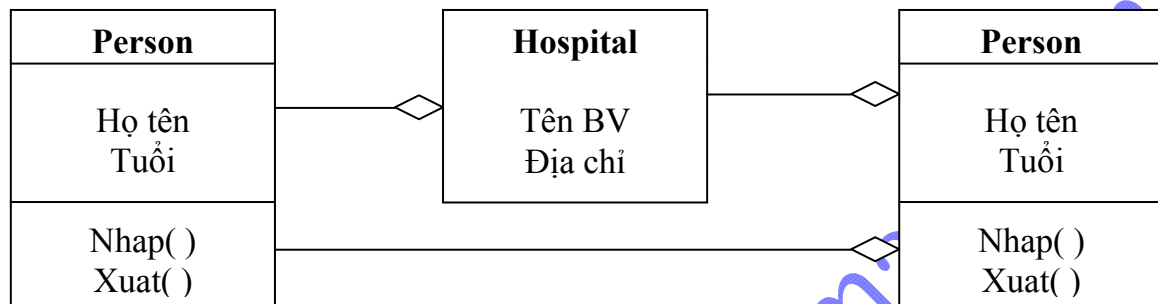 Person
Họ tên
Tuổi
Nhap( )
Xuat( )
Hospital
Tên BV
Địa chỉ
Person
Họ tên
Tuổi
Nhap( )
Xuat( )